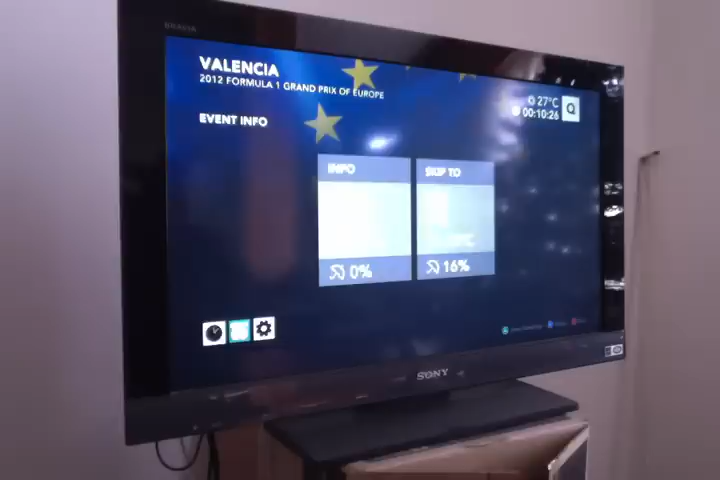 BRAVIA
VALENCIA
2012 FORMULA 1 GRAND PRIX OF EUROPE
27°C
00:10:26
EVENT INFO
INFO
SKIP TO
0%
16%
SONY